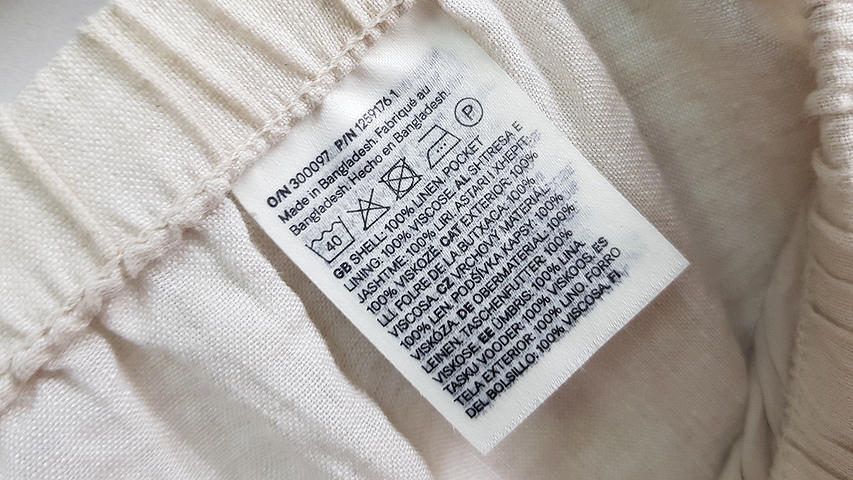 O/N 300097 P/N 1259176.1
Made in Bangladesh. Fabriqué au
Bangladesh. Hecho en Bangladesh.
40 P
GB SHELL: 100% LINEN. POCKET
LINING: 100% VISCOSE. AL SHTRESA E
JASHTME: 100% LIRI. ASTARI I XHEPIT:
100% VISKOZË. CAT EXTERIOR: 100%
LLI. FOLRE DE LA BUTXACA: 100%
VISCOSA. CZ VRCHOVÝ MATERIÁL:
100% LEN. PODŠÍVKA KAPSY: 100%
VISKÓZA. DE OBERMATERIAL: 100%
LEINEN. TASCHENFUTTER: 100%
VISKOSE. EE ÜMBRIS: 100% LINA.
TASKU VOODER: 100% VISKOOS. ES
TELA EXTERIOR: 100% LINO. FORRO
DEL BOLSILLO: 100% VISCOSA. FI